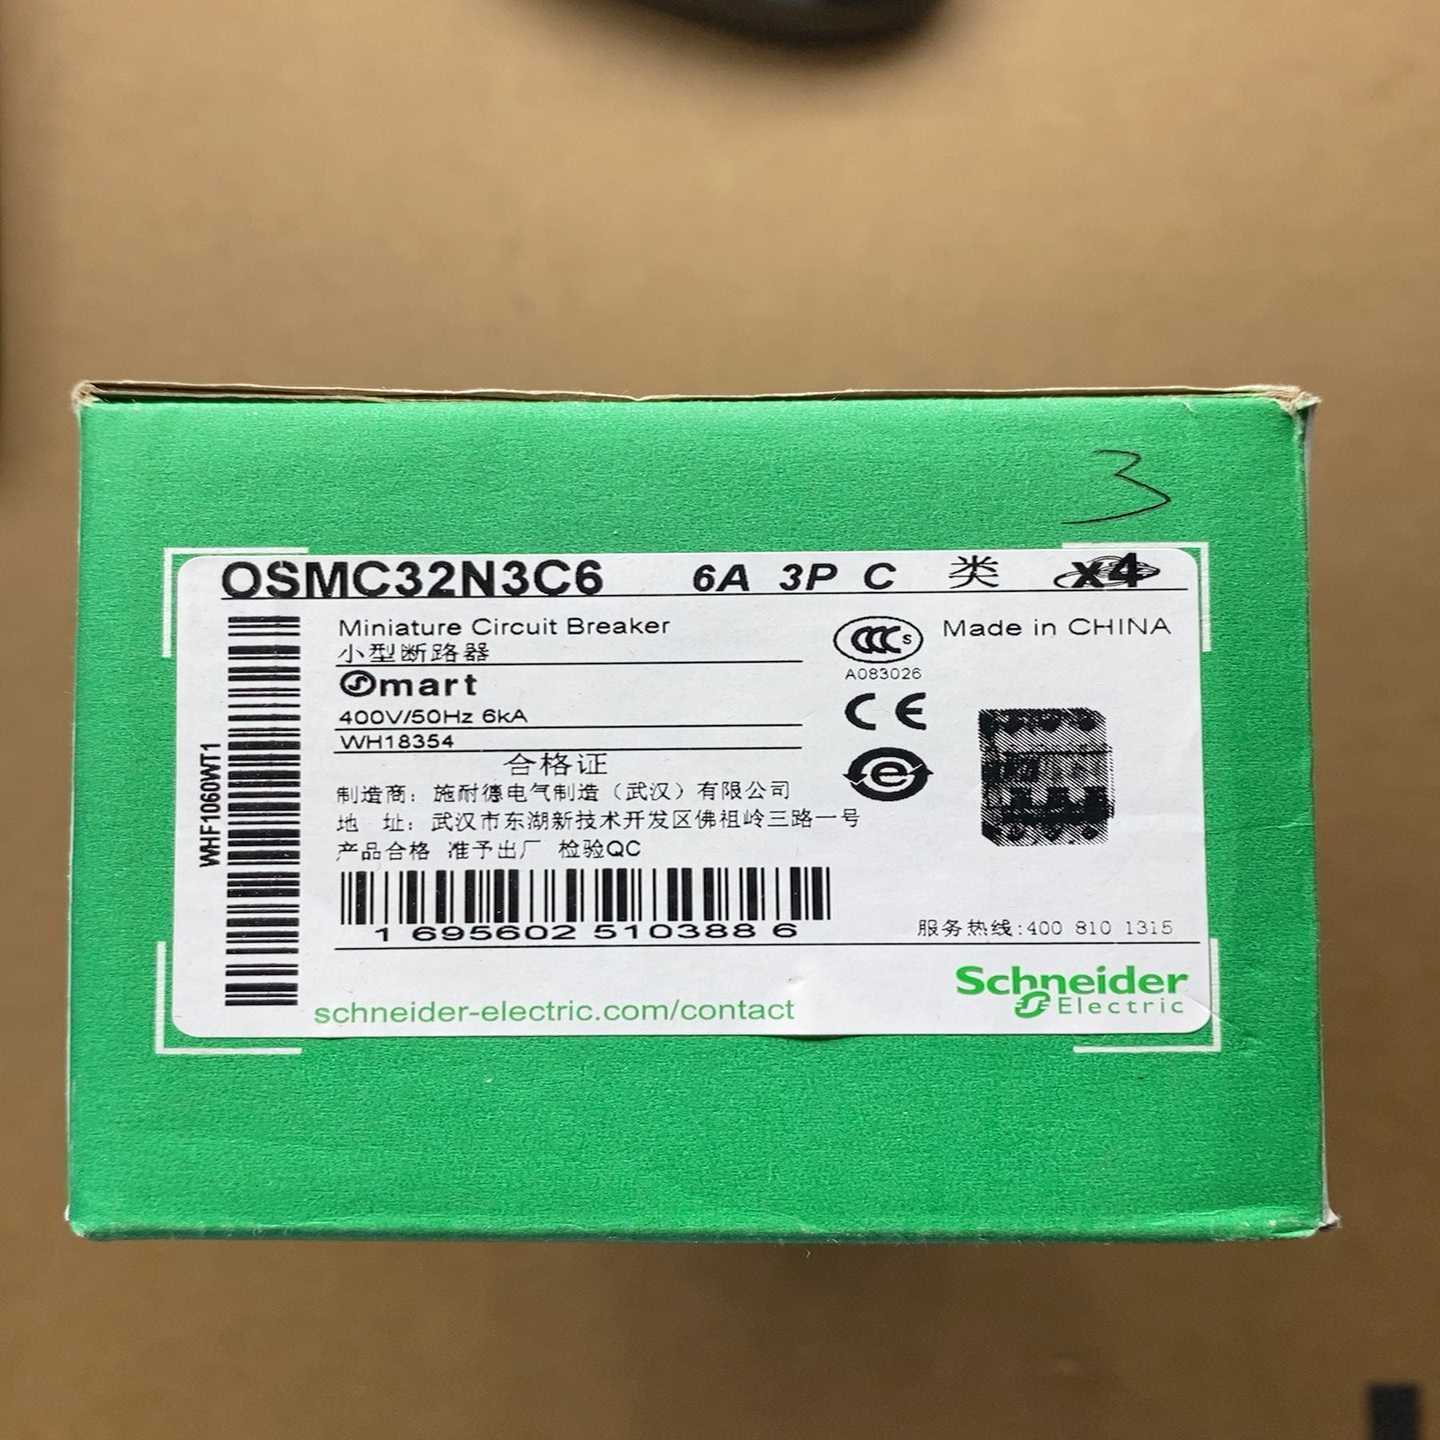 3
OSMC32N3C6 6A 3P C 类 x4
Miniature Circuit Breaker
小型断路器
Smart
400V/50Hz 6kA
WH18354
合格证
制造商：施耐德电气制造（武汉）有限公司
地 址：武汉市东湖新技术开发区佛祖岭三路一号
产品合格 准予出厂 检验QC
1 695602 510388 6
CCC S
A083026
Made in CHINA
CE
e
WHF1060WT1
服务热线:400 810 1315
schneider-electric.com/contact
Schneider
Electric